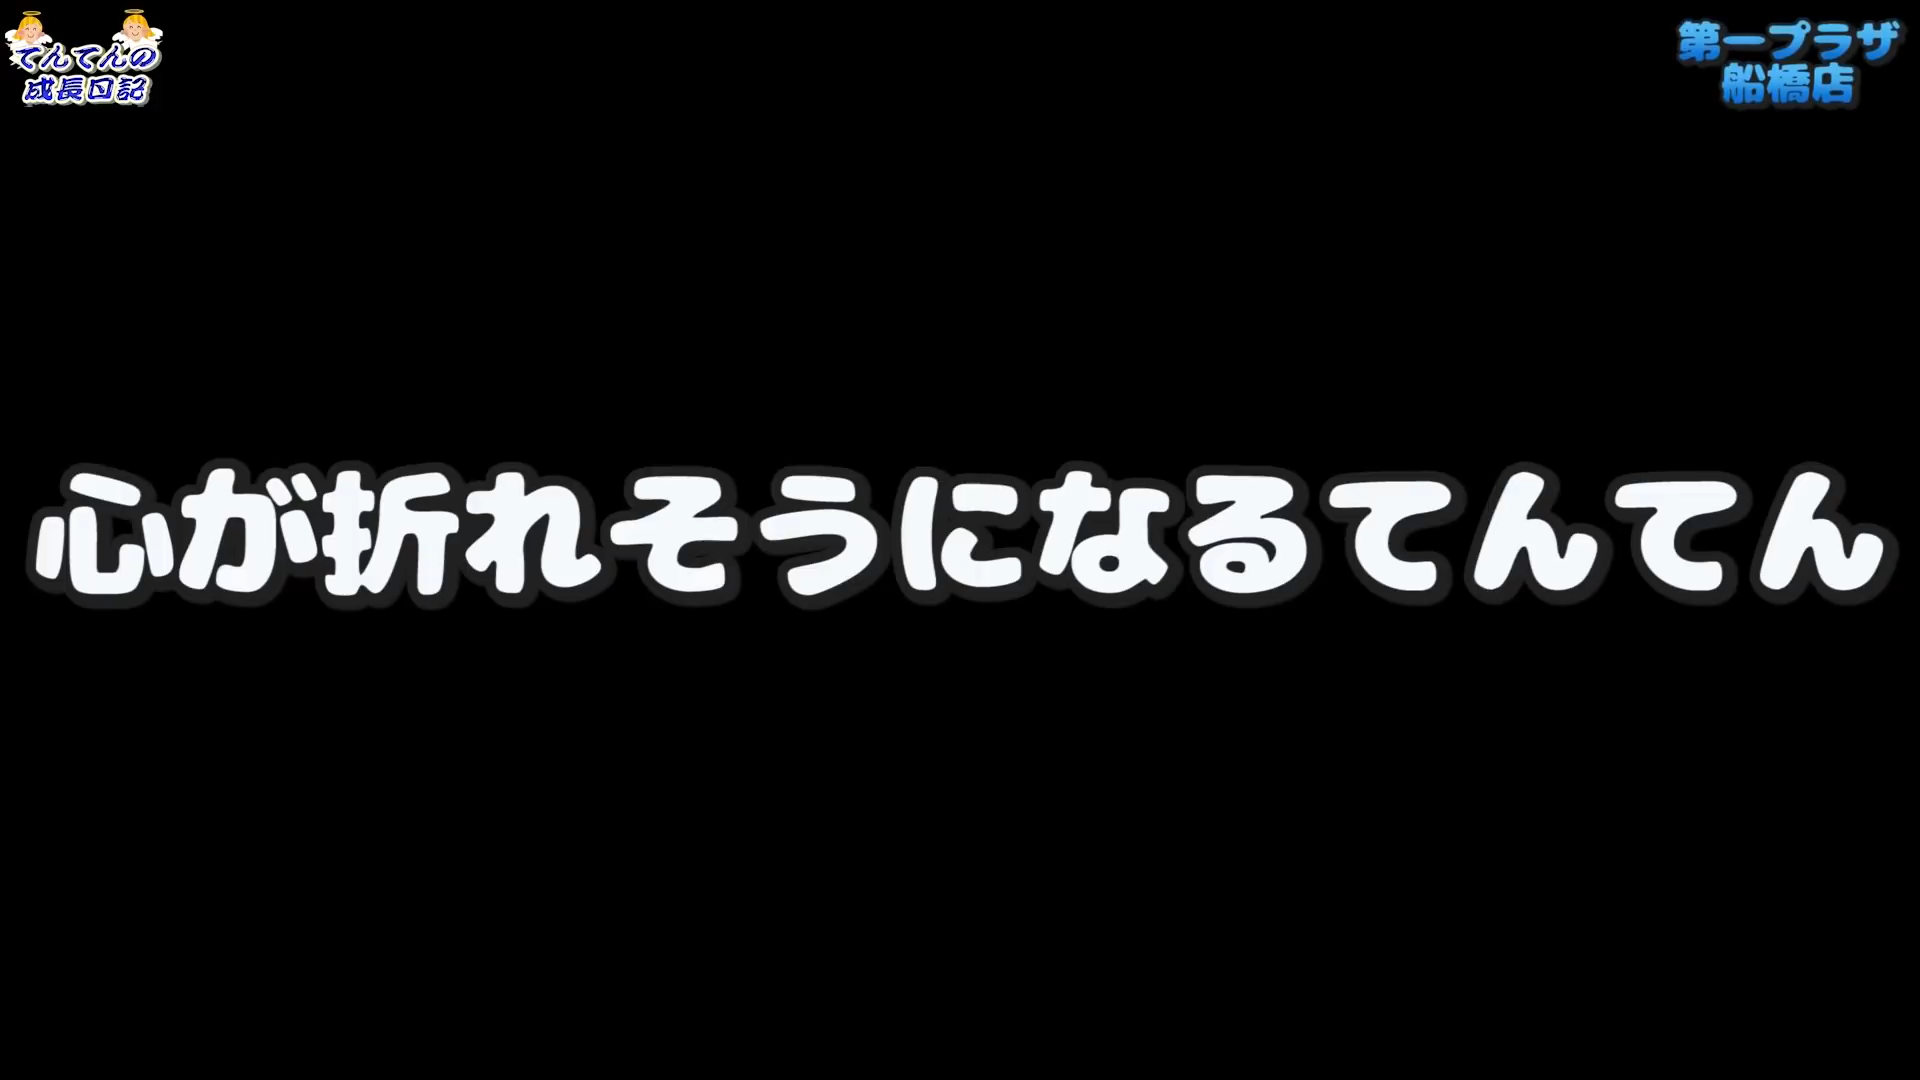 てんてんの
成長日記
第一プラザ
船橋店
心が折れそうになるてんてん